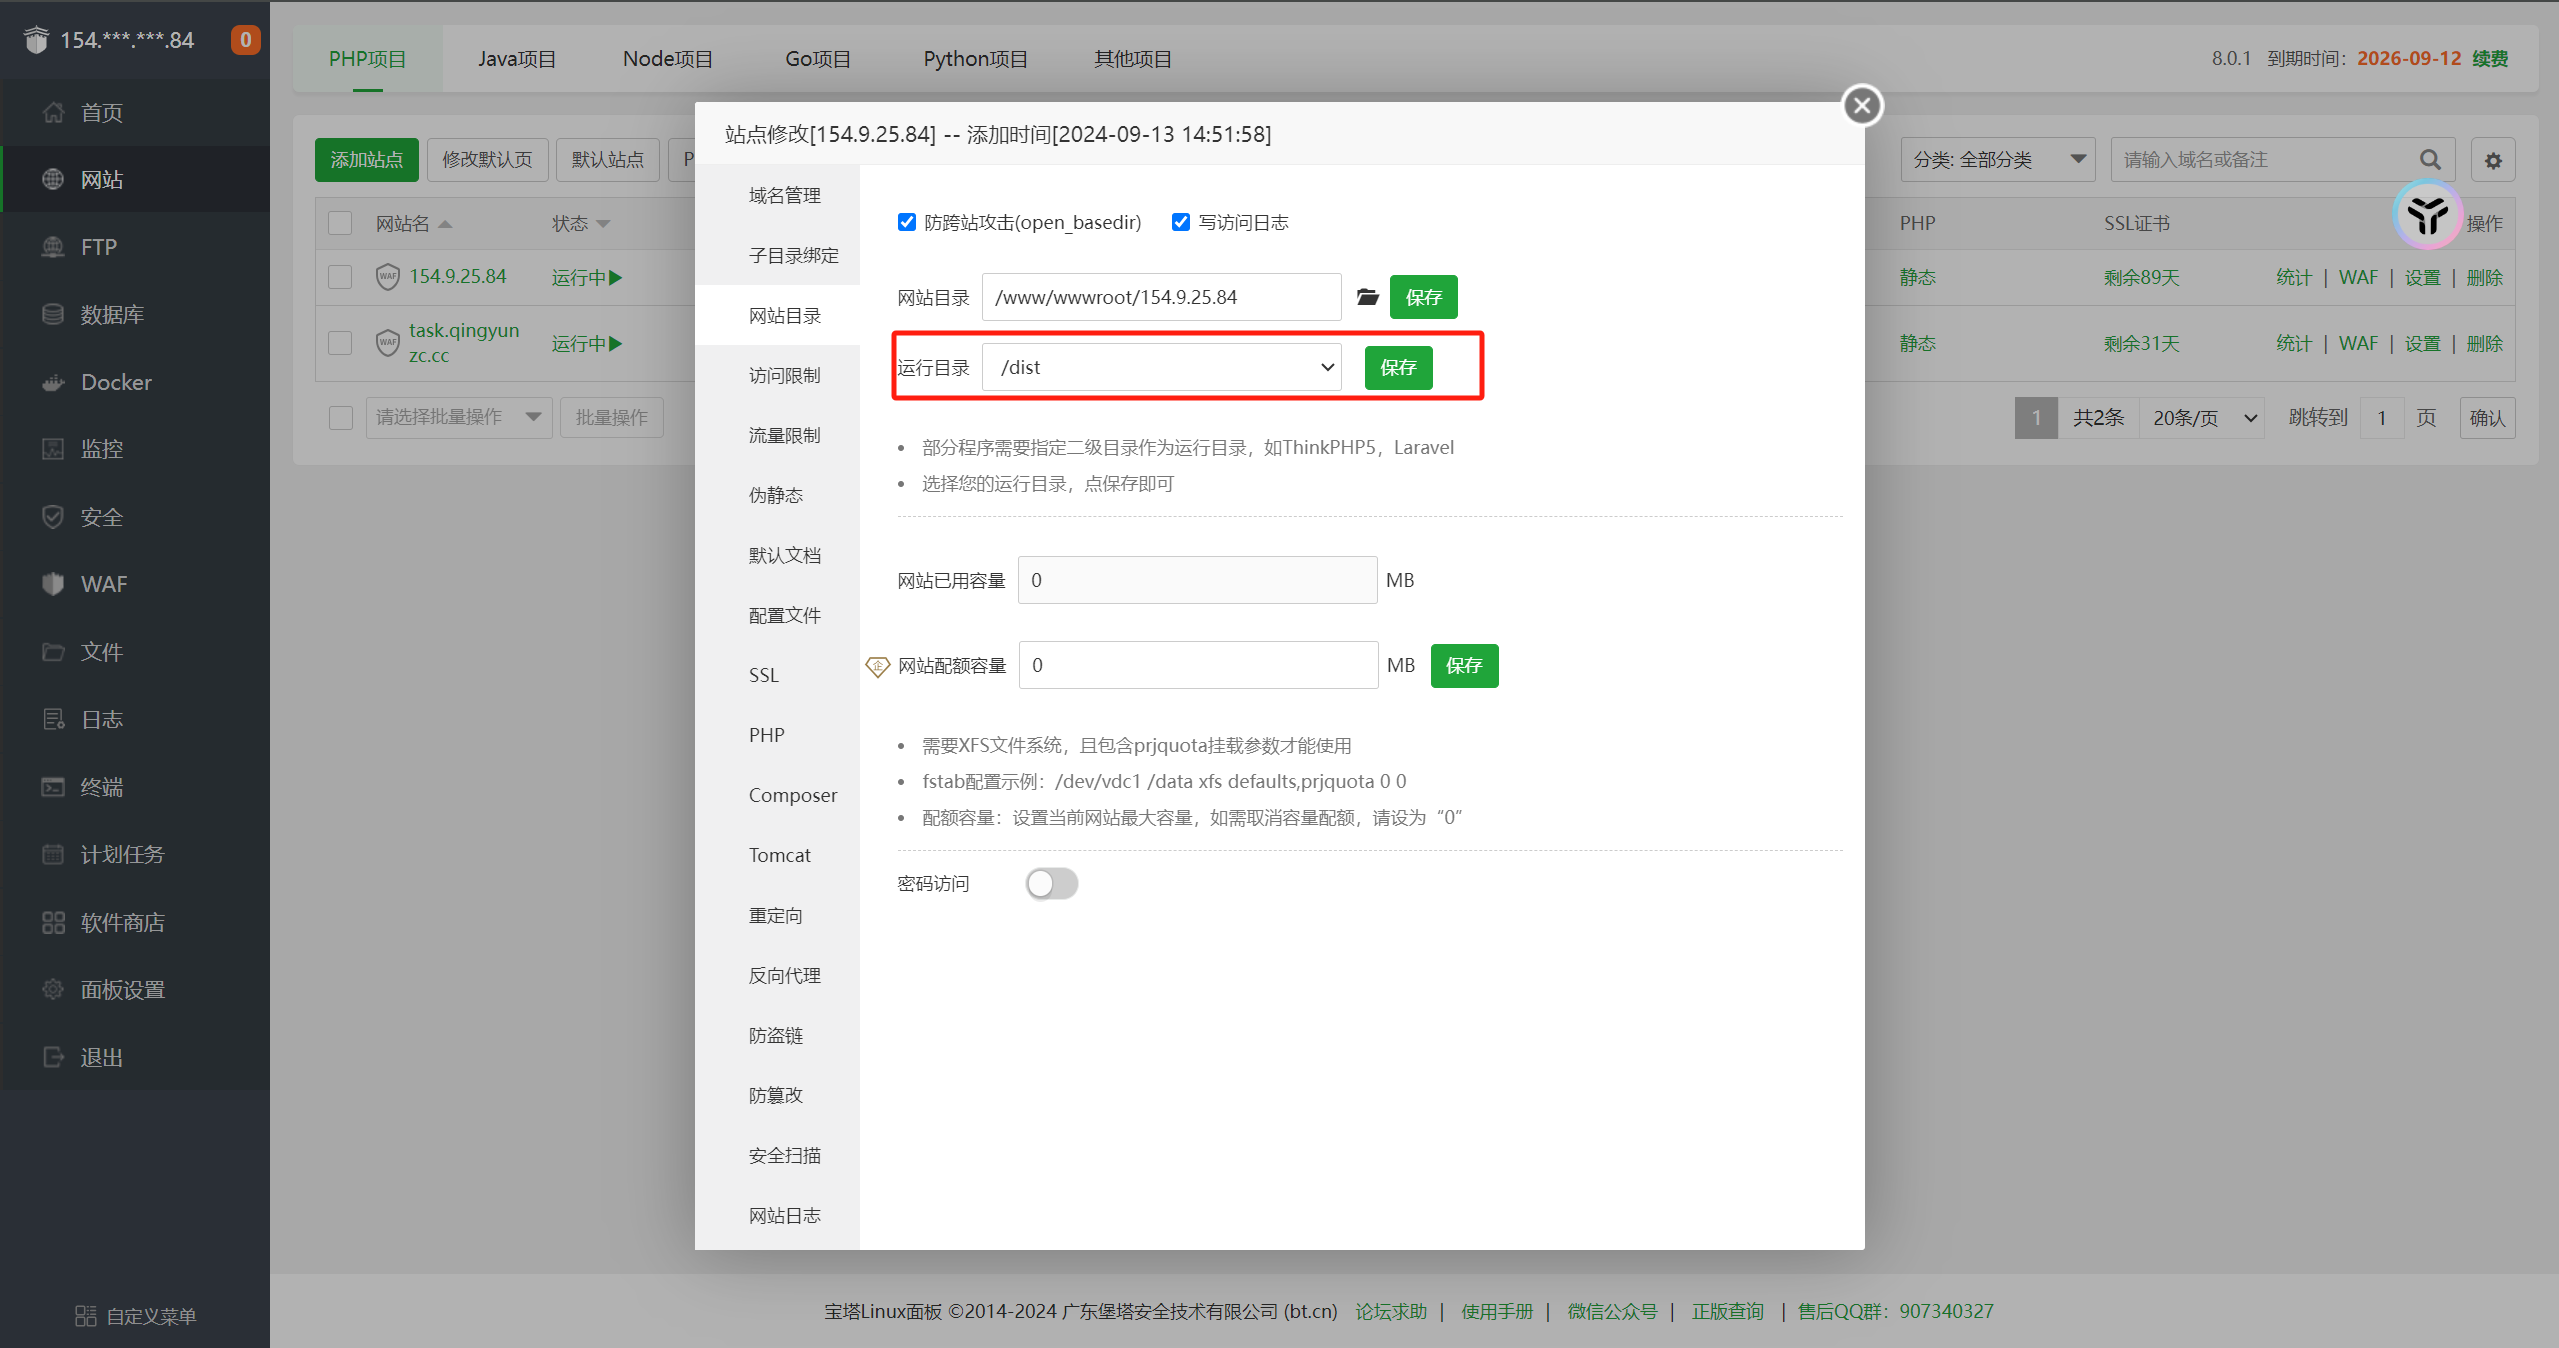 154.***.***.84
0
首页
网站
FTP
数据库
Docker
监控
安全
WAF
文件
日志
终端
计划任务
软件商店
面板设置
退出
自定义菜单
PHP项目
Java项目
Node项目
Go项目
Python项目
其他项目
8.0.1 到期时间：2026-09-12 续费
添加站点
修改默认页
默认站点
P
分类: 全部分类
请输入域名或备注
网站名
状态
PHP
SSL证书
操作
WAF
154.9.25.84
运行中
静态
剩余89天
统计 | WAF | 设置 | 删除
WAF
task.qingyun
zc.cc
运行中
静态
剩余31天
统计 | WAF | 设置 | 删除
请选择批量操作
批量操作
1
共2条
20条/页
跳转到
1
页
确认
站点修改[154.9.25.84] -- 添加时间[2024-09-13 14:51:58]
域名管理
子目录绑定
网站目录
访问限制
流量限制
伪静态
默认文档
配置文件
SSL
PHP
Composer
Tomcat
重定向
反向代理
防盗链
防篡改
安全扫描
网站日志
防跨站攻击(open_basedir)
写访问日志
网站目录
/www/wwwroot/154.9.25.84
保存
运行目录
/dist
保存
部分程序需要指定二级目录作为运行目录，如ThinkPHP5，Laravel
选择您的运行目录，点保存即可
网站已用容量
0
MB
企
网站配额容量
0
MB
保存
需要XFS文件系统，且包含prjquota挂载参数才能使用
fstab配置示例：/dev/vdc1 /data xfs defaults,prjquota 0 0
配额容量：设置当前网站最大容量，如需取消容量配额，请设为“0”
密码访问
宝塔Linux面板 ©2014-2024 广东堡塔安全技术有限公司 (bt.cn) 论坛求助 | 使用手册 | 微信公众号 | 正版查询 | 售后QQ群：907340327